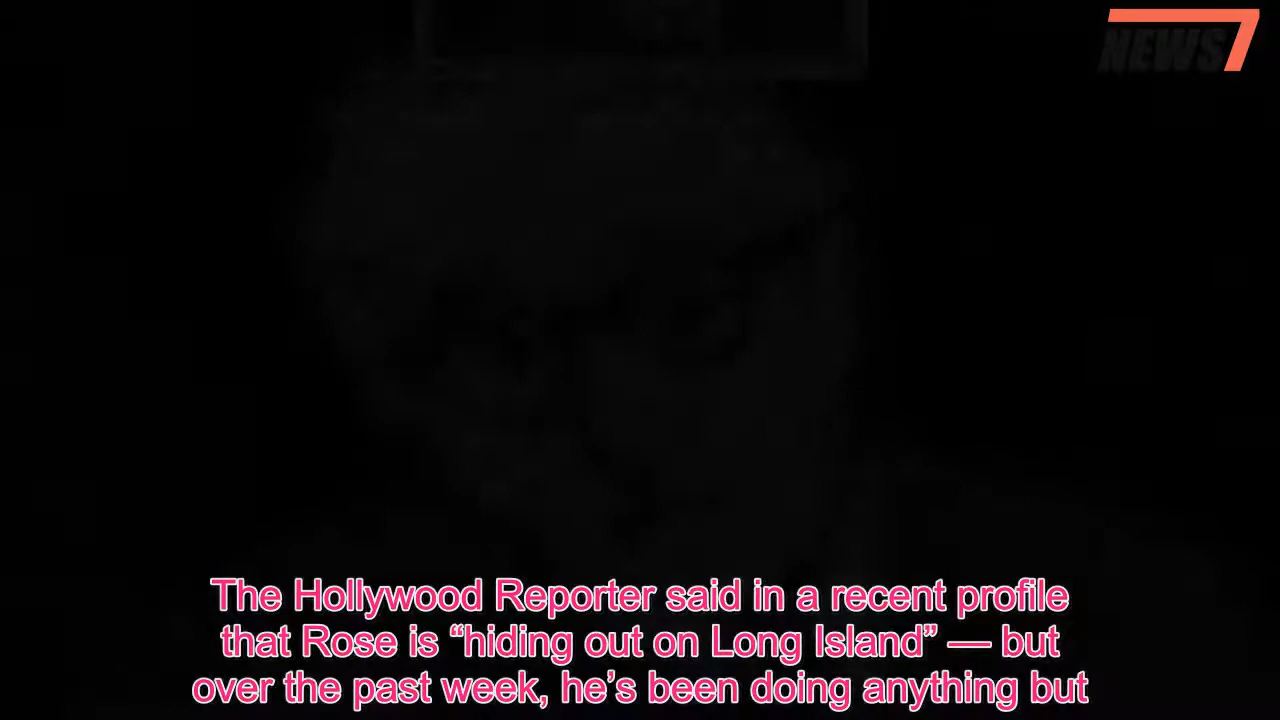 NEWS7
The Hollywood Reporter said in a recent profile
that Rose is “hiding out on Long Island” — but
over the past week, he’s been doing anything but